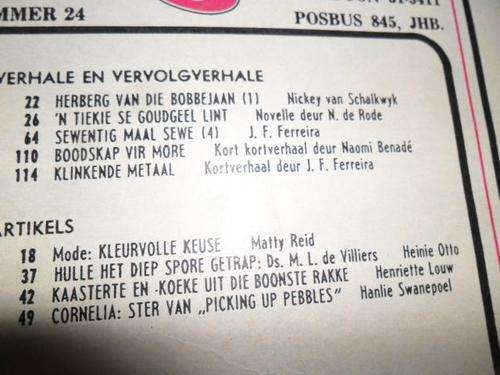 MMER 24
POSBUS 845, JHB.
VERHALE EN VERVOLGVERHALE
22 HERBERG VAN DIE BOBBEJAAN (1) Nickey van Schalkwyk
26 'N TIEKIE SE GOUDGEEL LINT Novelle deur N. de Rode
64 SEWENTIG MAAL SEWE (4) J. F. Ferreira
110 BOODSKAP VIR MORE Kort kortverhaal deur Naomi Benadé
114 KLINKENDE METAAL Kortverhaal deur J. F. Ferreira
ARTIKELS
18 Mode: KLEURVOLLE KEUSE Matty Reid
37 HULLE HET DIEP SPORE GETRAP: Ds. M. L. de Villiers Heinie Otto
42 KAASTERTE EN -KOEKE UIT DIE BOONSTE RAKKE Henriette Louw
49 CORNELIA: STER VAN „PICKING UP PEBBLES" Hanlie Swanepoel